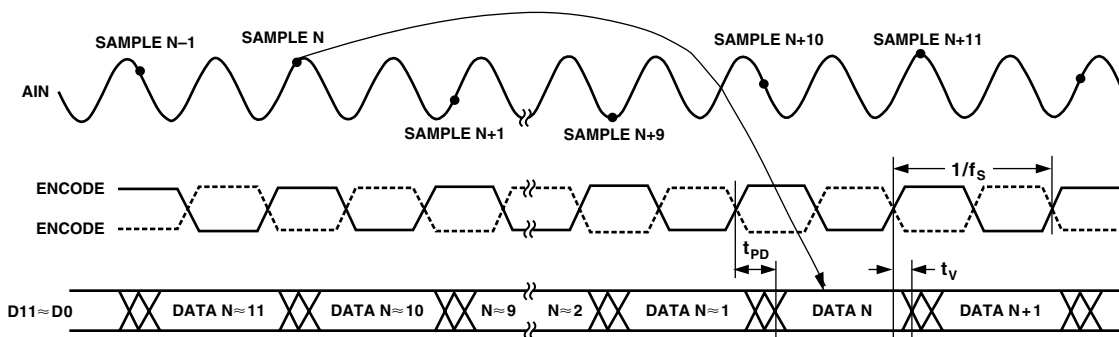 SAMPLE N–1
SAMPLE N
SAMPLE N+10
SAMPLE N+11
AIN
SAMPLE N+1
SAMPLE N+9
1/fS
ENCODE
ENCODE
tPD
tV
D11≈D0
DATA N≈11
DATA N≈10
N≈9
N≈2
DATA N≈1
DATA N
DATA N+1